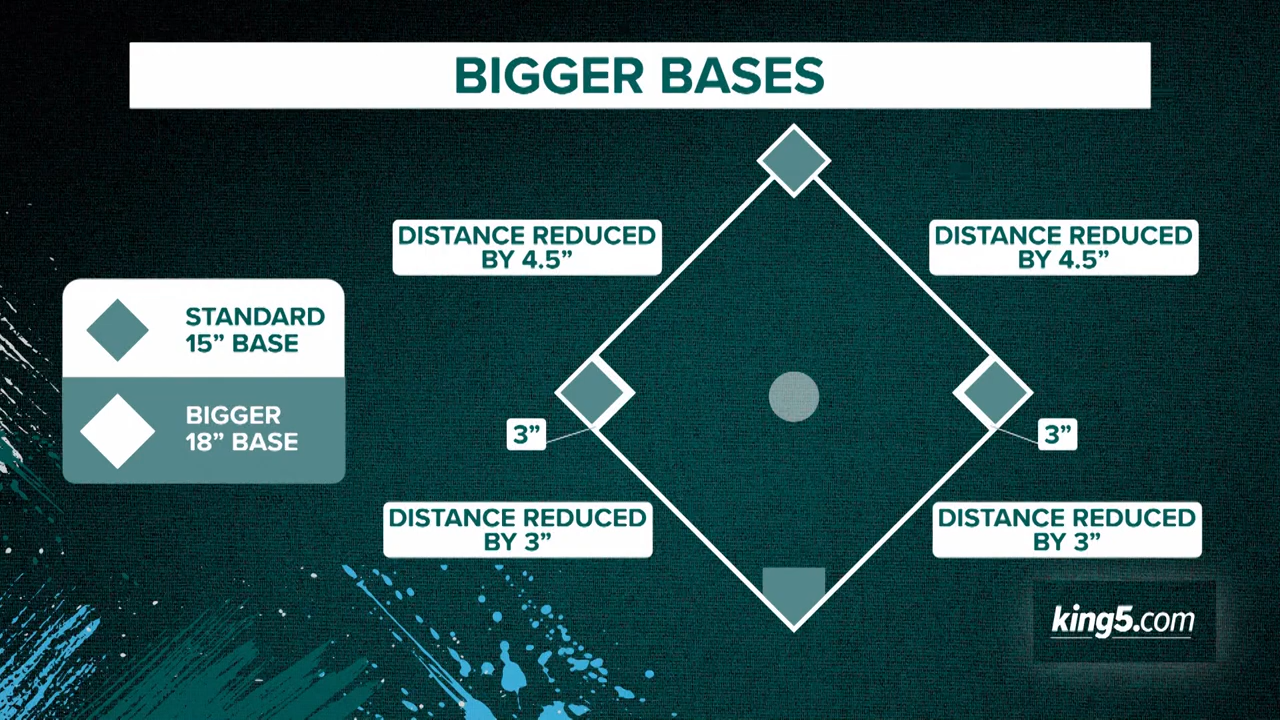 BIGGER BASES
DISTANCE REDUCED
BY 4.5”
DISTANCE REDUCED
BY 4.5”
STANDARD
15” BASE
BIGGER
18” BASE
3”
3”
DISTANCE REDUCED
BY 3”
DISTANCE REDUCED
BY 3”
king5.com